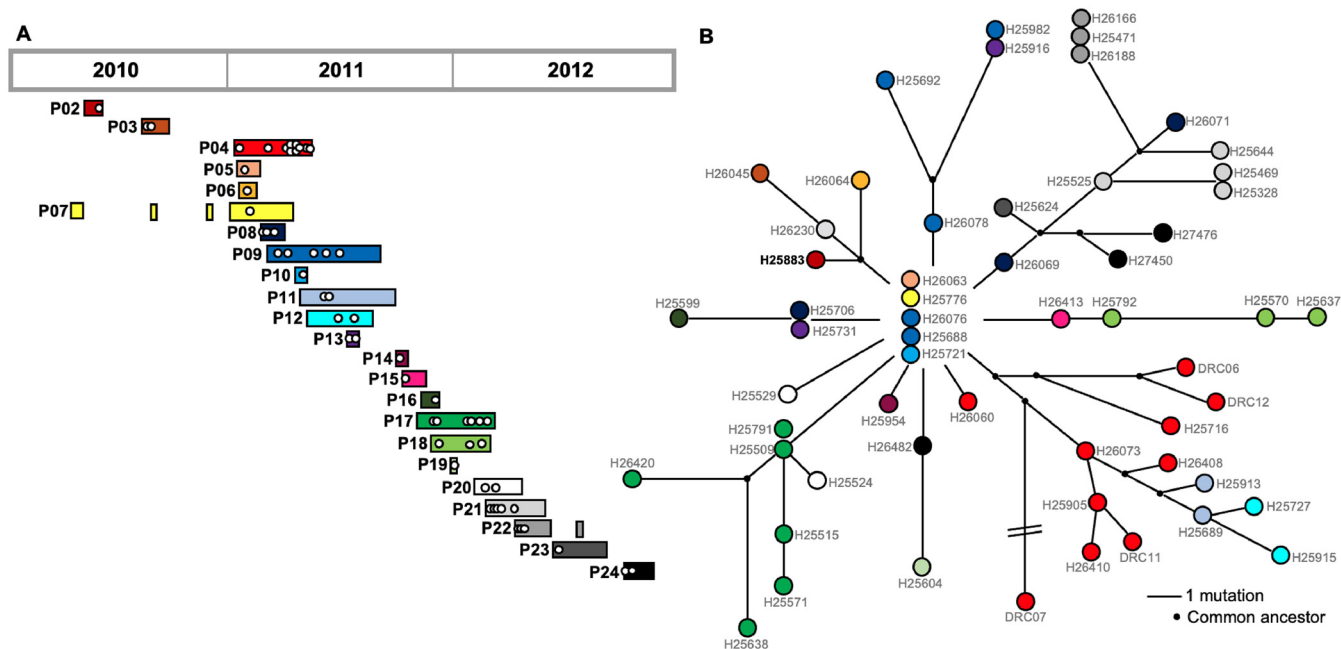 A
2010 2011 2012
P02
P03
P04
P05
P06
P07
P08
P09
P10
P11
P12
P13
P14
P15
P16
P17
P18
P19
P20
P21
P22
P23
P24
B
H26166
H25471
H26188
H25982
H25916
H25692
H26071
H25644
H25469
H25328
H25525
H26045
H26064
H25624
H26230
H26078
H27476
H25883
H27450
H26069
H26063
H25776
H26076
H25688
H25721
H25599
H25706
H25731
H26413
H25792
H25570
H25637
H25529
H25954
H26060
DRC06
DRC12
H25716
H25791
H25509
H26482
H26073
H26408
H26420
H25524
H25913
H25905
H25727
H25689
H25515
H26410
DRC11
H25915
H25604
H25571
DRC07
H25638
1 mutation
Common ancestor